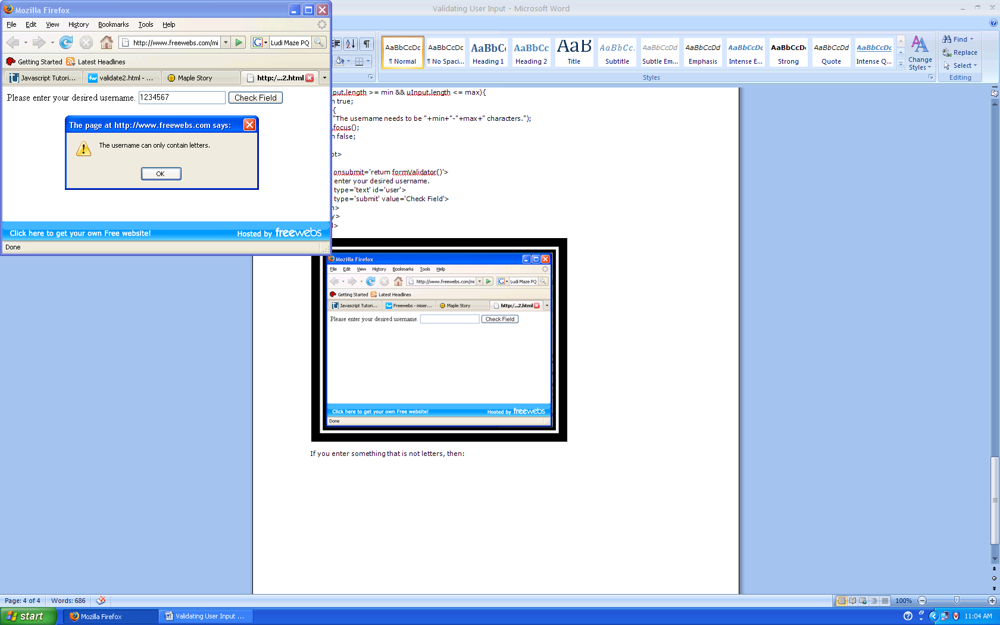 Mozilla Firefox
File Edit View History Bookmarks Tools Help
http://www.freewebs.com/mi
G Ludi Maze PQ
Getting Started Latest Headlines
Javascript Tutori... validate2.html - ... Maple Story http:/...2.html
Please enter your desired username. 1234567 Check Field
The page at http://www.freewebs.com says:
The username can only contain letters.
OK
Click here to get your own Free website! Hosted by freewebs
Done
Validating User Input - Microsoft Word
AaBbCcDc AaBbCcDc AaBbC AaBbCc AaB AaBbCc. AaBbCcDd AaBbCcDd AaBbCcDc AaBbCcDc AaBbCcDd AaBbCcDc
¶ Normal ¶ No Spaci... Heading 1 Heading 2 Title Subtitle Subtle Em... Emphasis Intense E... Strong Quote Intense Q...
Change Styles
Find
Replace
Select
Styles
Editing
put.length >= min && uInput.length <= max){
n true;
{
"The username needs to be "+min+"-"+max+" characters.");
.focus();
n false;
pt>
onsubmit='return formValidator()'>
enter your desired username.
type='text' id='user'>
type='submit' value='Check Field'>
>
y>
l>
Mozilla Firefox
File Edit View History Bookmarks Tools Help
http://www.freewebs.com/mi
G Ludi Maze PQ
Getting Started Latest Headlines
Javascript Tutori... Freewebs - miser... Maple Story http:/...2.html
Please enter your desired username. Check Field
Click here to get your own Free website! Hosted by freewebs
Done
If you enter something that is not letters, then:
Page: 4 of 4 Words: 686
100%
start Mozilla Firefox Validating User Input ... 11:04 AM